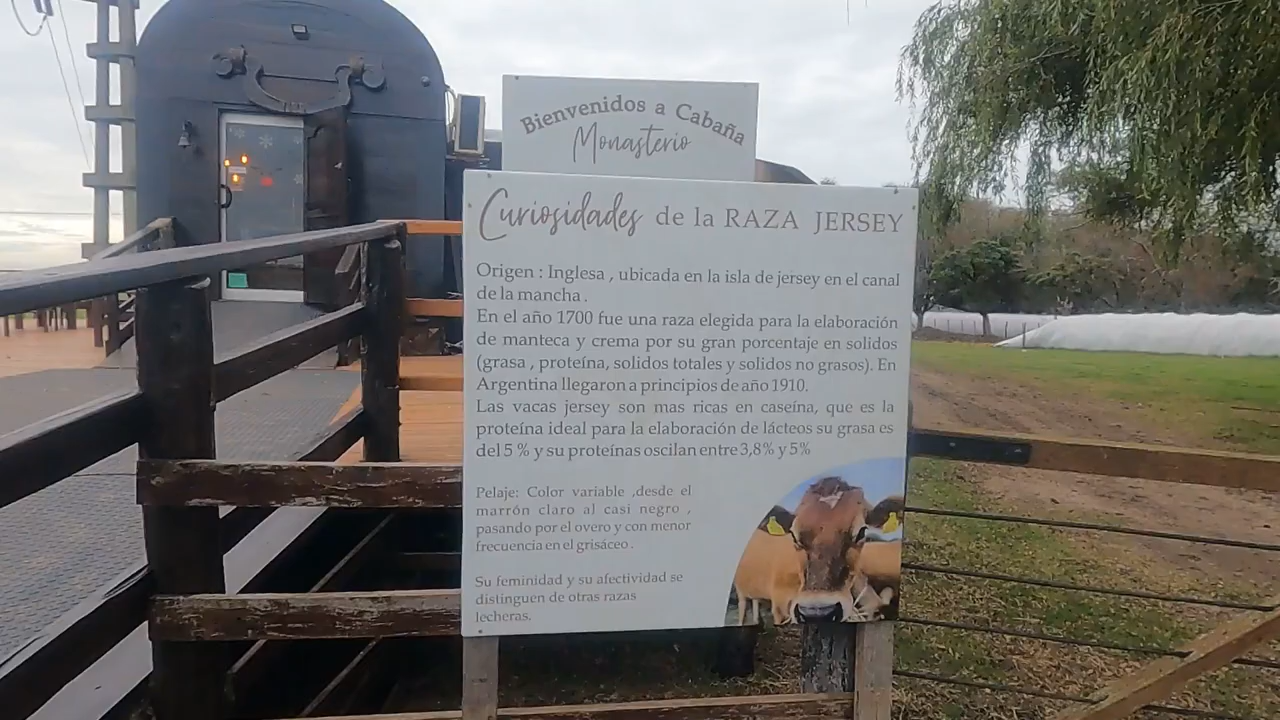 Bienvenidos a Cabaña
Monasterio
Curiosidades de la RAZA JERSEY
Origen : Inglesa , ubicada en la isla de jersey en el canal
de la mancha .
En el año 1700 fue una raza elegida para la elaboración
de manteca y crema por su gran porcentaje en solidos
(grasa , proteína, solidos totales y solidos no grasos). En
Argentina llegaron a principios de año 1910.
Las vacas jersey son mas ricas en caseína, que es la
proteína ideal para la elaboración de lácteos su grasa es
del 5 % y su proteínas oscilan entre 3,8% y 5%
Pelaje: Color variable ,desde el
marrón claro al casi negro ,
pasando por el overo y con menor
frecuencia en el grisáceo .
Su feminidad y su afectividad se
distinguen de otras razas
lecheras.